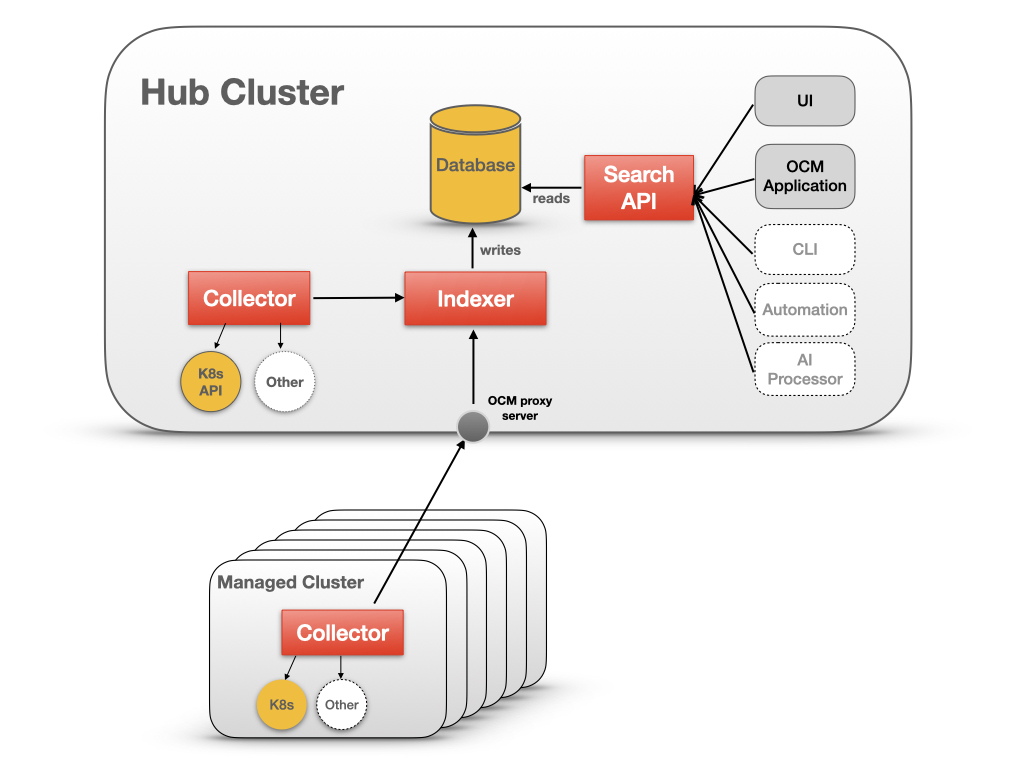 Hub Cluster
UI
Database
Search
API
OCM
Application
reads
writes
CLI
Collector
Indexer
Automation
K8s
API
Other
AI
Processor
OCM proxy
server
Managed Cluster
Collector
K8s
Other